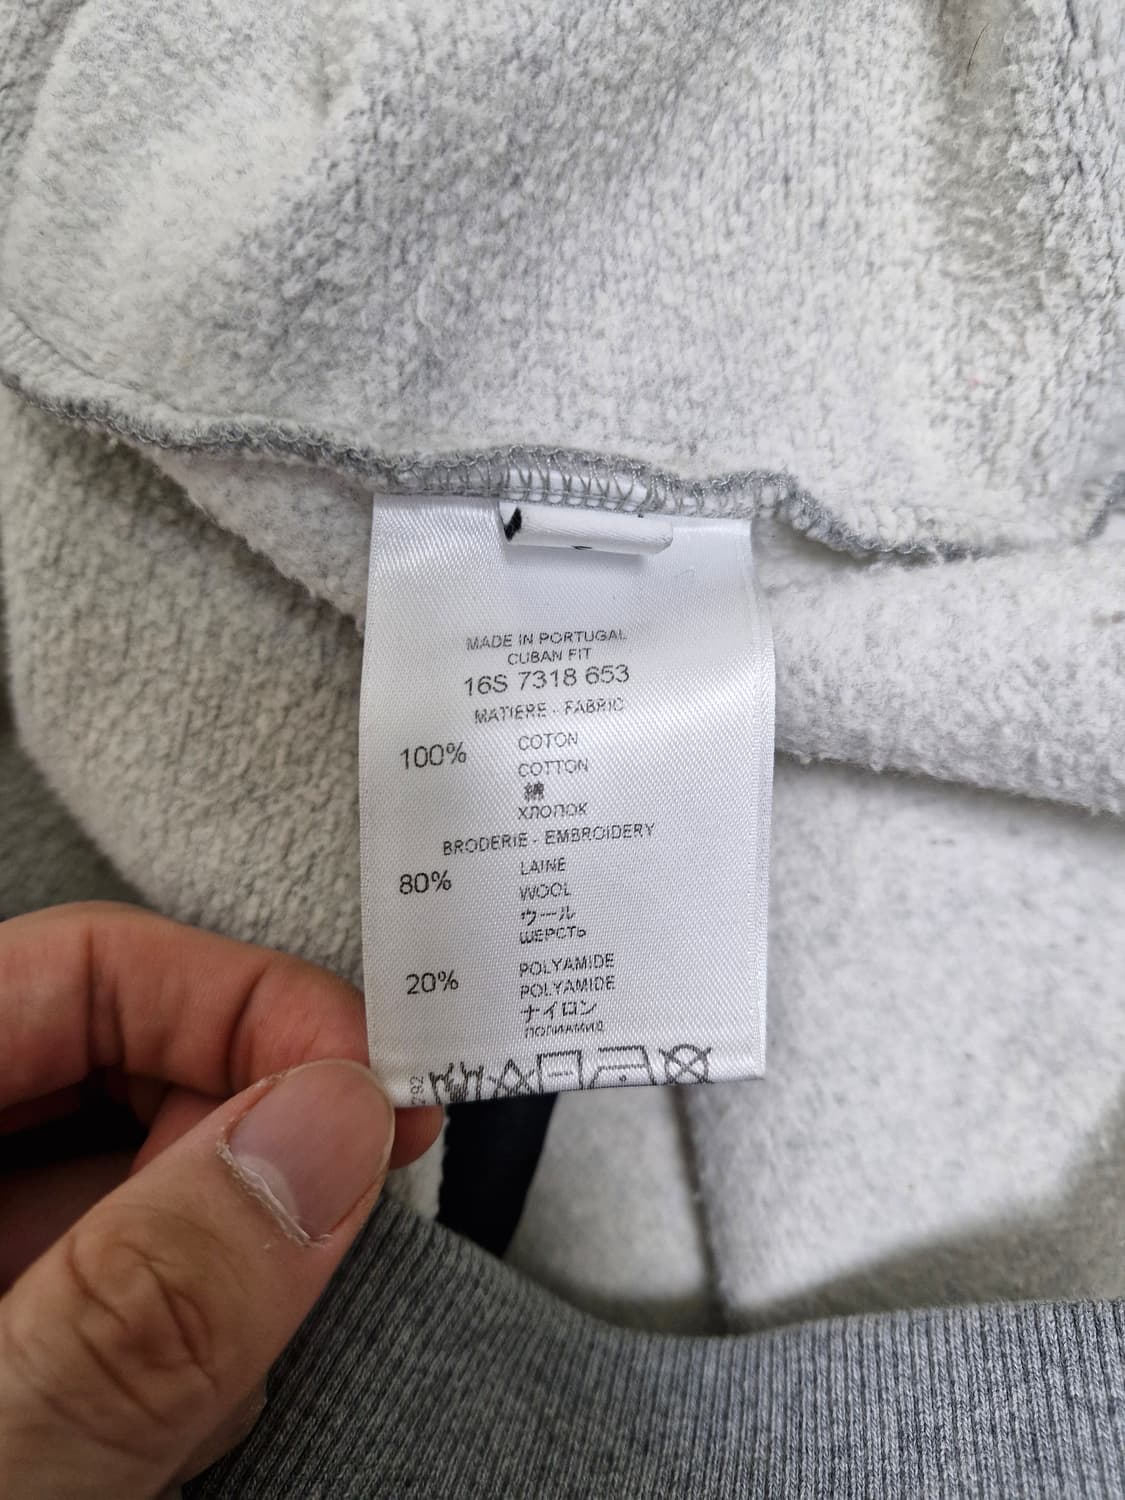 MADE IN PORTUGAL
CUBAN FIT
16S 7318 653
MATIERE - FABRIC
100% COTON
COTTON
綿
ХЛОПОК
BRODERIE - EMBROIDERY
80% LAINE
WOOL
ウール
ШЕРСТЬ
20% POLYAMIDE
POLYAMIDE
ナイロン
ПОЛИАМИД